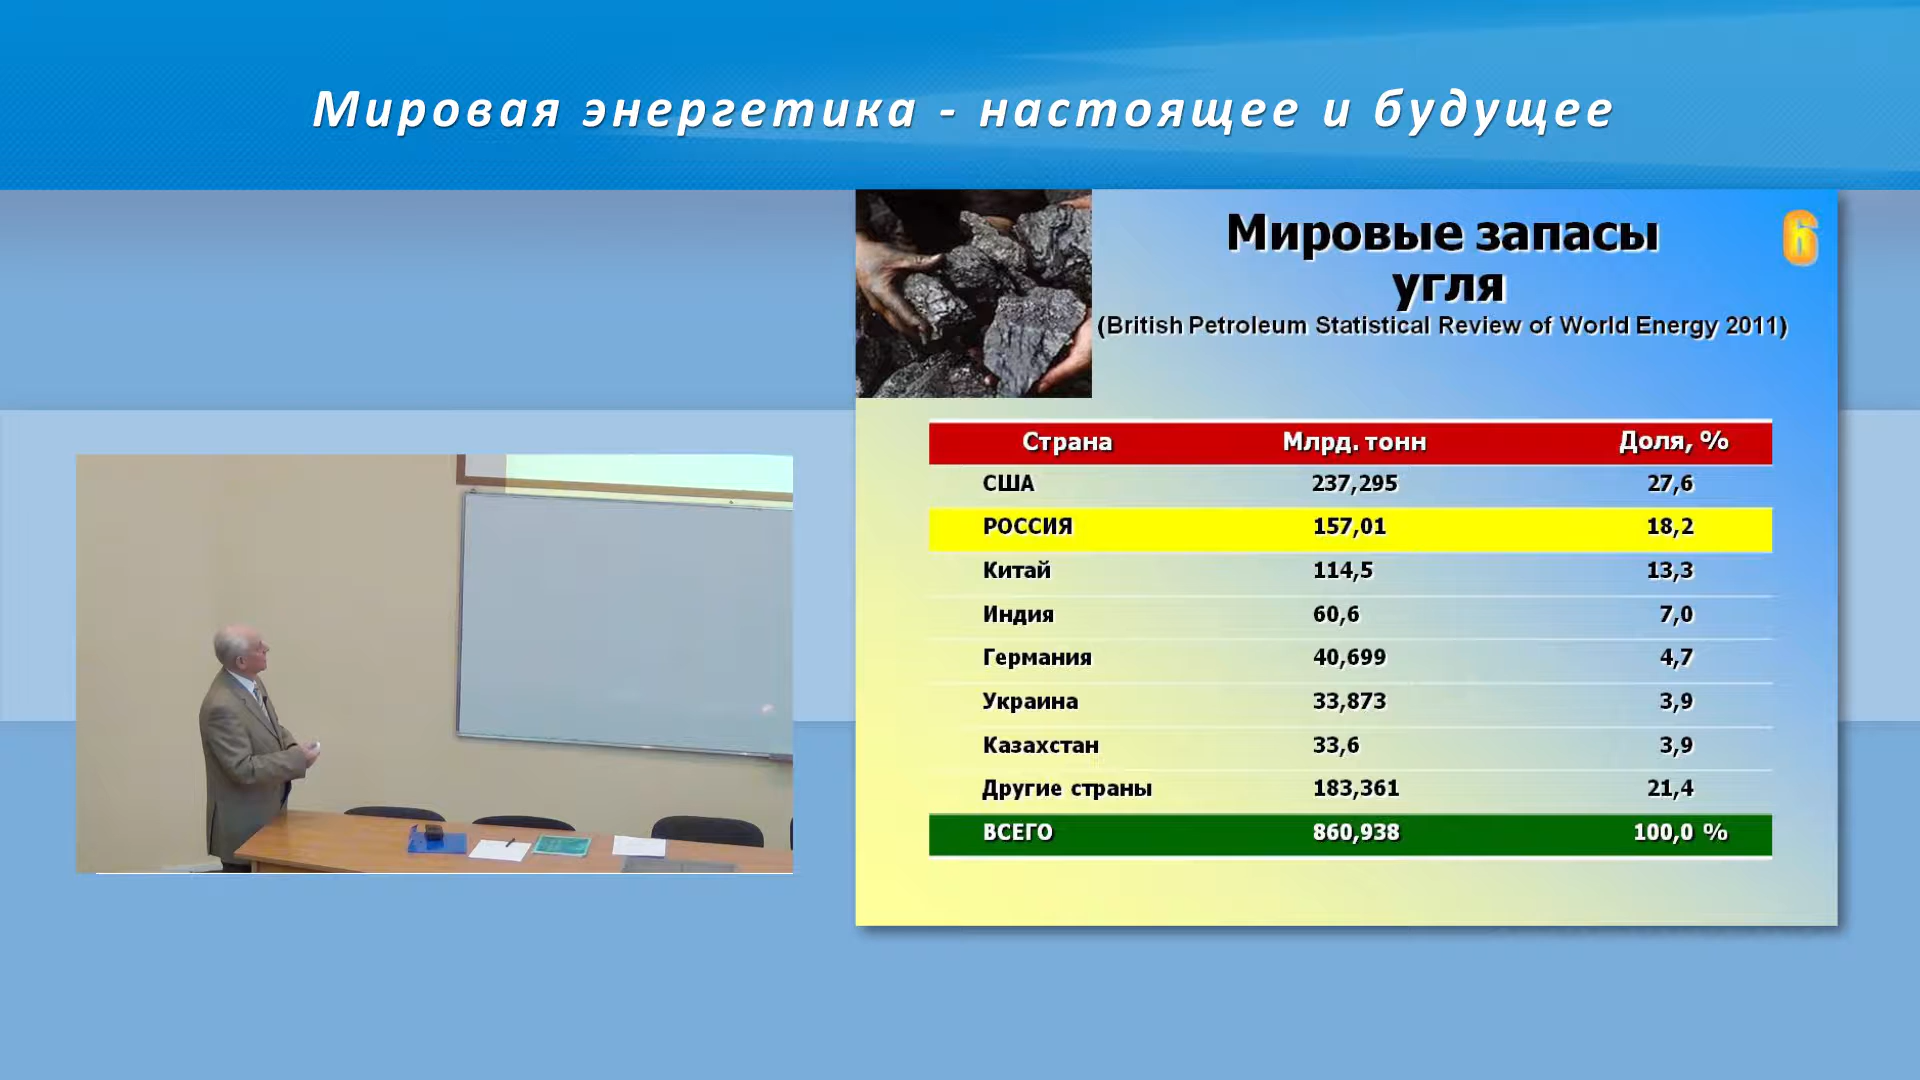 Мировая энергетика - настоящее и будущее
Мировые запасы
угля
6
(British Petroleum Statistical Review of World Energy 2011)
Страна Млрд. тонн Доля, %
США 237,295 27,6
РОССИЯ 157,01 18,2
Китай 114,5 13,3
Индия 60,6 7,0
Германия 40,699 4,7
Украина 33,873 3,9
Казахстан 33,6 3,9
Другие страны 183,361 21,4
ВСЕГО 860,938 100,0 %